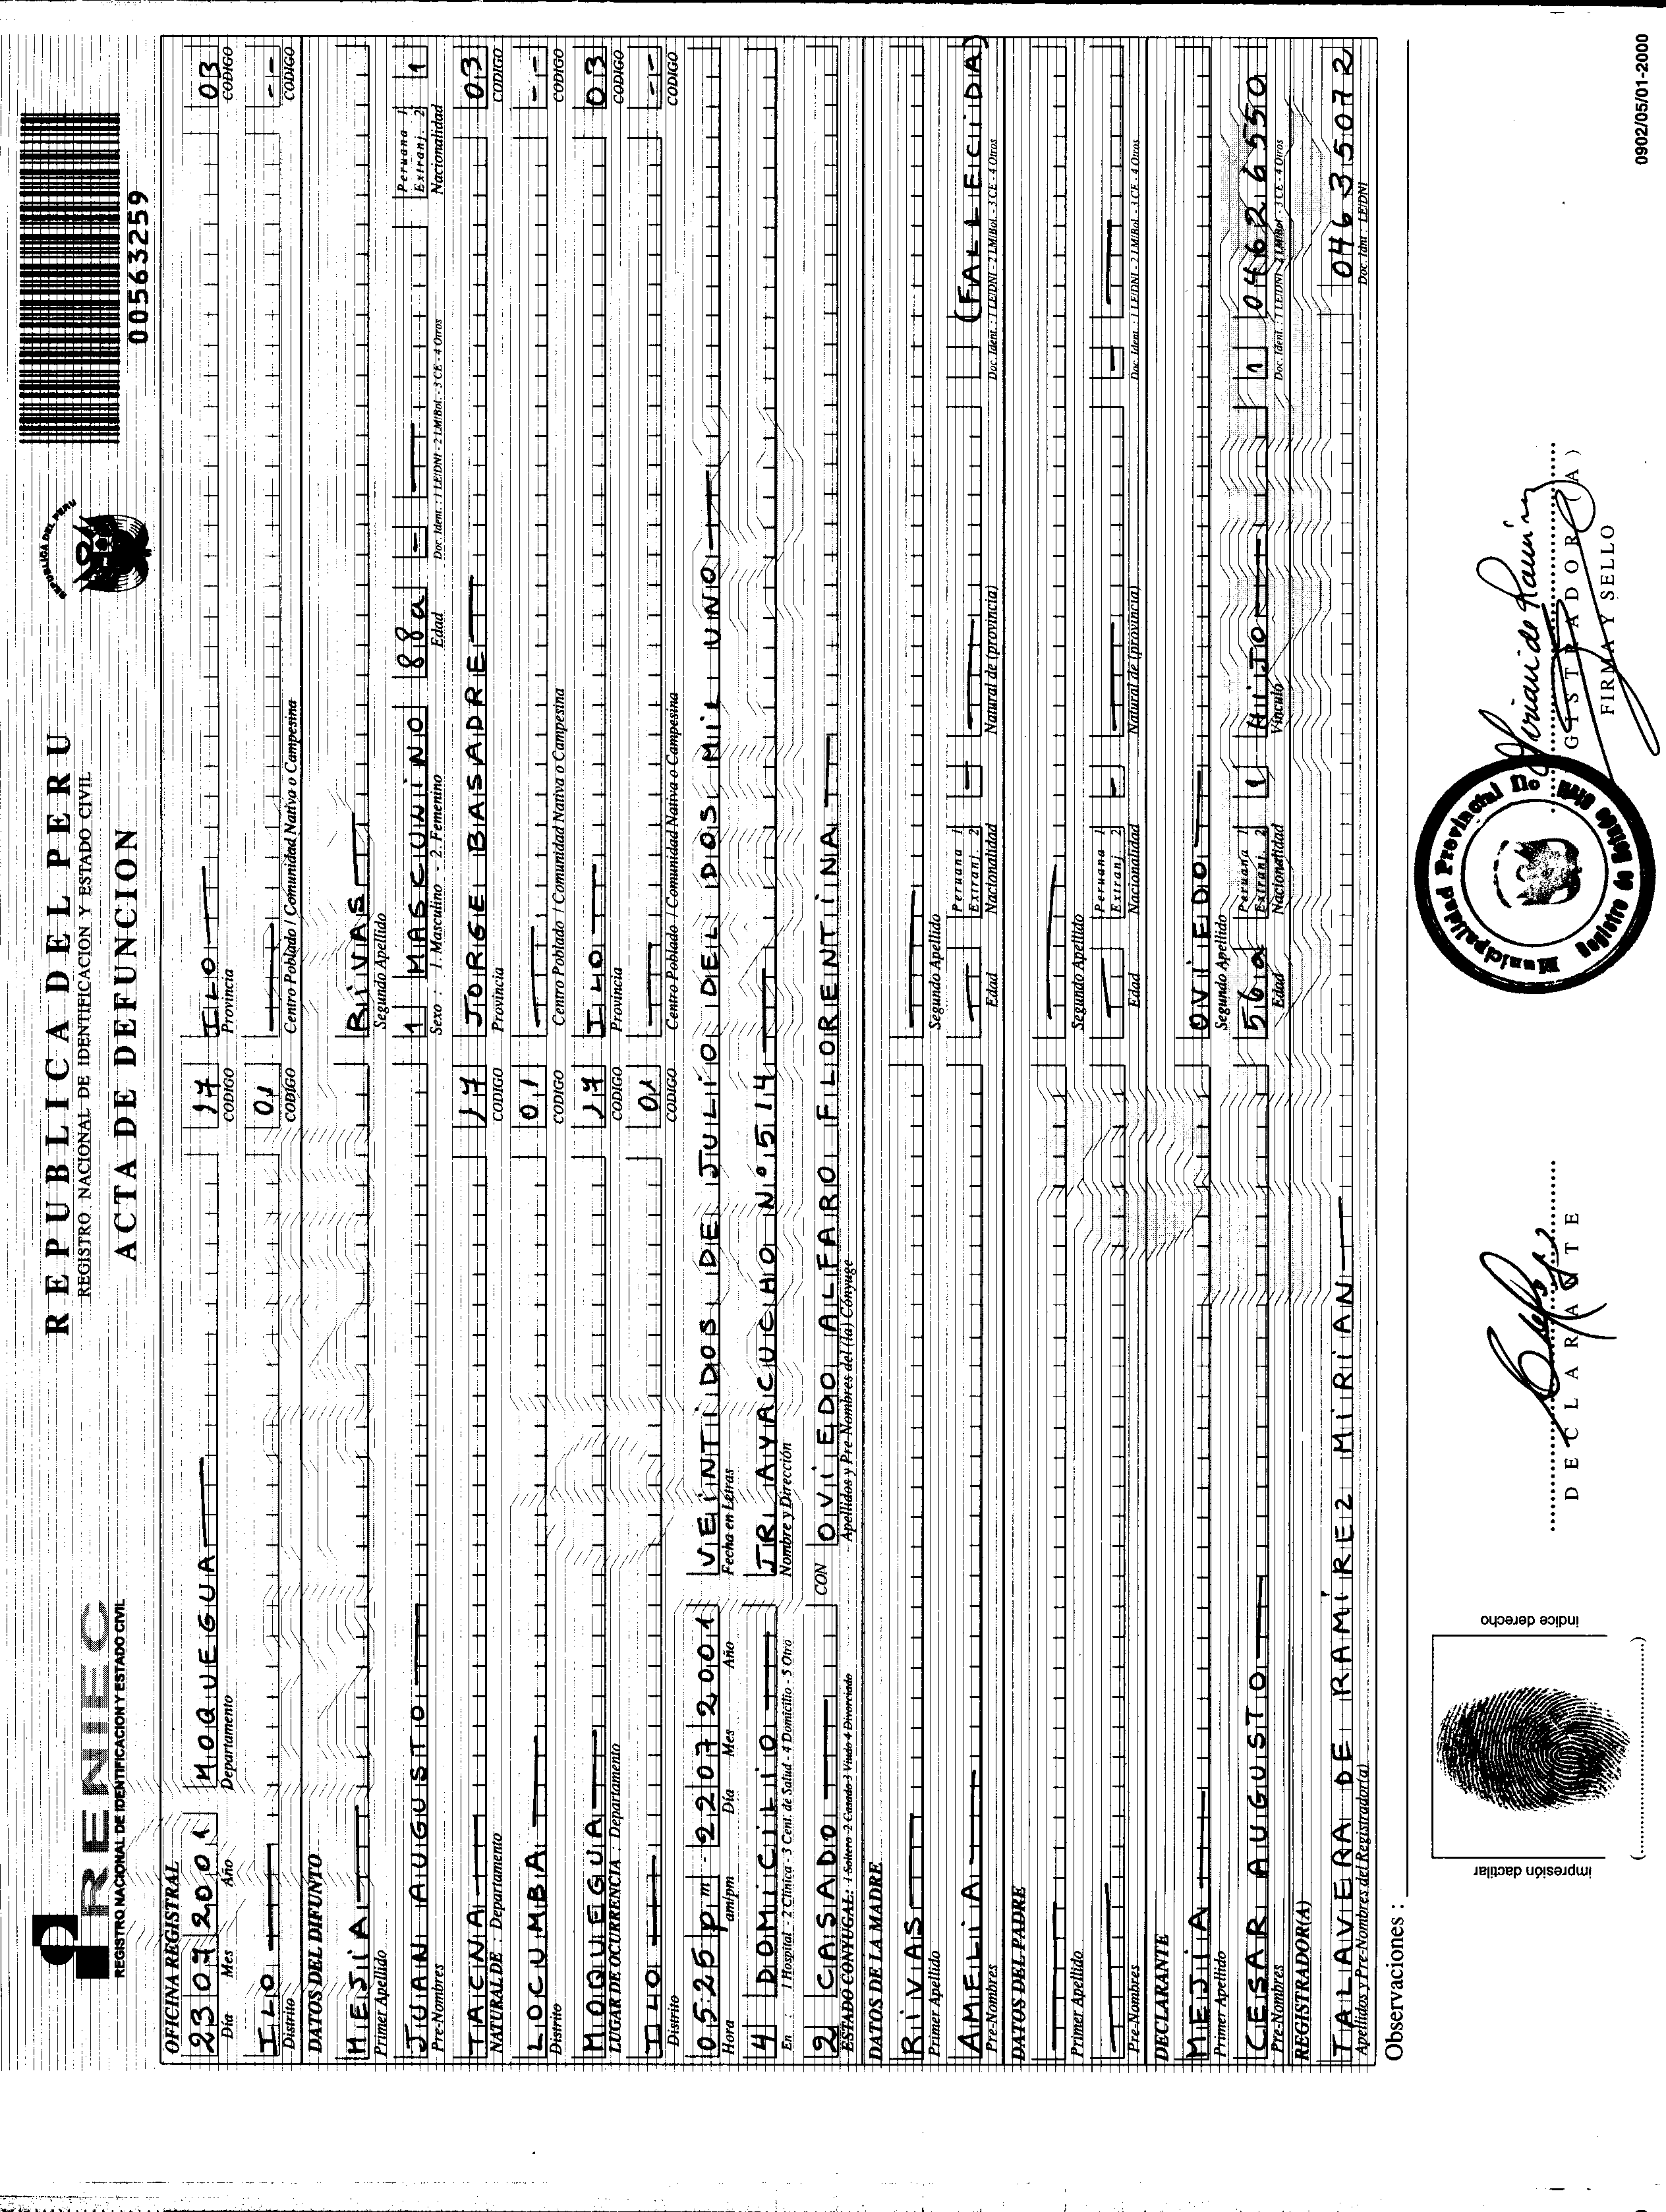 RENIEC
REGISTRO NACIONAL DE IDENTIFICACION Y ESTADO CIVIL
REPUBLICA DEL PERU
REGISTRO NACIONAL DE IDENTIFICACION Y ESTADO CIVIL
ACTA DE DEFUNCION
REPUBLICA DEL PERU
00563259
OFICINA REGISTRAL
23 07 2001 MOQUEGUA 17 ILO 03
Dia Mes Año Departamento CODIGO Provincia CODIGO
ILO 01 --
Distrito CODIGO Centro Poblado / Comunidad Nativa o Campesina CODIGO
DATOS DEL DIFUNTO
MEJiA RiVAS
Primer Apellido Segundo Apellido
JUAN AUGUSTO 1 MASCULiNO 88a - Peruana 1 Extranj. 2 1
Pre-Nombres Sexo : 1. Masculino - 2. Femenino Edad Doc. Ident. : 1 LE/DNI - 2 LM/Bol. - 3 CE - 4 Otros Nacionalidad
TACNA 17 JORGE BASADRE 03
NATURAL DE : Departamento CODIGO Provincia CODIGO
LOCUMBA 01 --
Distrito CODIGO Centro Poblado / Comunidad Nativa o Campesina CODIGO
MOQUEGUA 17 ILO 03
LUGAR DE OCURRENCIA : Departamento CODIGO Provincia CODIGO
ILO 01 --
Distrito CODIGO Centro Poblado / Comunidad Nativa o Campesina CODIGO
05 25 pm - 22 07 2001 VEiNTiDOS DE JULiO DEL DOS MiL UNO
Hora am/pm Día Mes Año Fecha en Letras
4 DOMiCiLiO JR AYACUCHO Nº 514
En : 1 Hospital - 2 Clínica - 3 Cent. de Salud - 4 Domicilio - 5 Otro Nombre y Dirección
2 CASADO CON OViEDO ALFARO FLORENTiNA
ESTADO CONYUGAL: 1 Soltero 2 Casado 3 Viudo 4 Divorciado Apellidos y Pre-Nombres del (la) Cónyuge
DATOS DE LA MADRE
RiVAS
Primer Apellido Segundo Apellido
AMELiA Peruana 1 Extranj. 2 - (FALLECiDA)
Pre-Nombres Edad Nacionalidad Natural de (provincia) Doc. Ident. : 1 LE/DNI - 2 LM/Bol. - 3 CE - 4 Otros
DATOS DEL PADRE
Primer Apellido Segundo Apellido
Peruana 1 Extranj 2 - -
Pre-Nombres Edad Nacionalidad Natural de (provincia) Doc. Ident. : 1 LE/DNI - 2 LM/Bol. - 3 CE - 4 Otros
DECLARANTE
MEJiA OViEDO
Primer Apellido Segundo Apellido
CESAR AUGUSTO 56a Peruana 1 Extranj. 2 1 HiJO 1 04626550
Pre-Nombres Edad Nacionalidad Vinculo Doc. Ident. : 1 LE/DNI - 2 LM/Bol. - 3 CE - 4 Otros
REGISTRADOR(A)
TALAVERA DE RAMíREZ MiRiAN 04635072
Apellidos y Pre-Nombres del Registrador(a) Doc. Idnt : LE/DNI
Observaciones :
impresión dactilar
indice derecho
DECLARANTE
Municipalidad Provincial Ilo
FIRMA Y SELLO
0902/05/01-2000